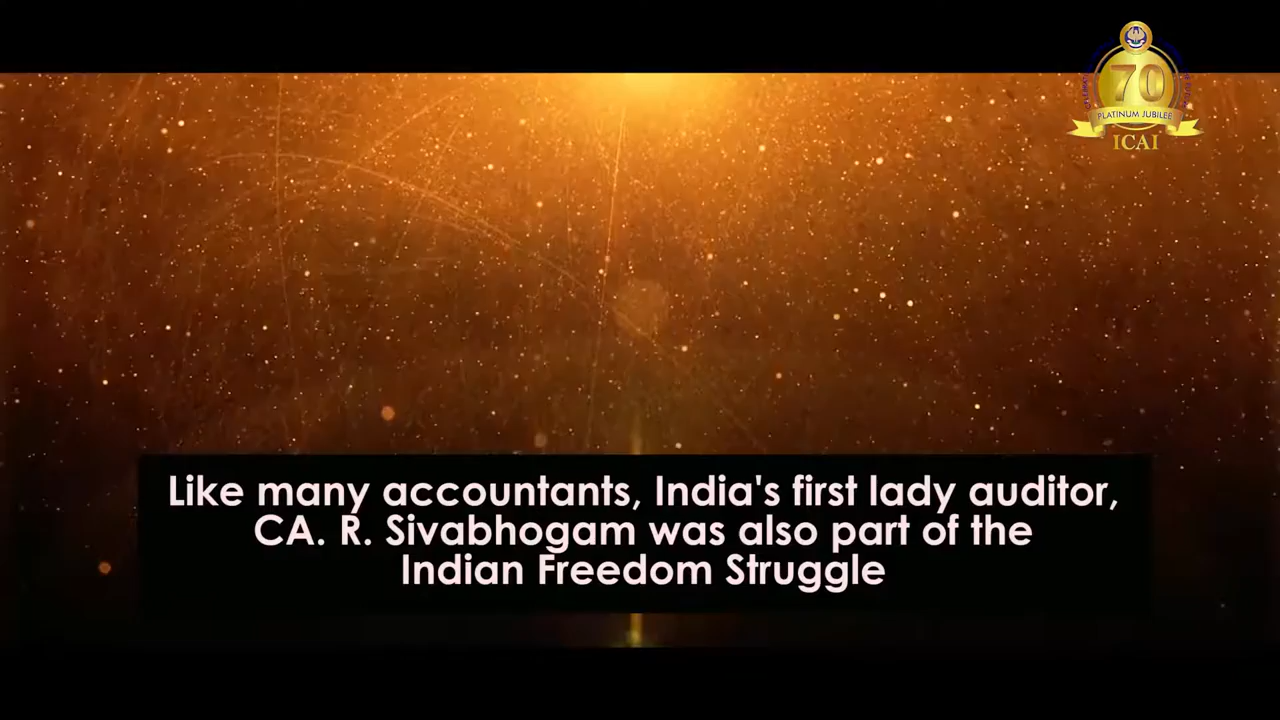 70
PLATINUM JUBILEE
ICAI
Like many accountants, India's first lady auditor,
CA. R. Sivabhogam was also part of the
Indian Freedom Struggle